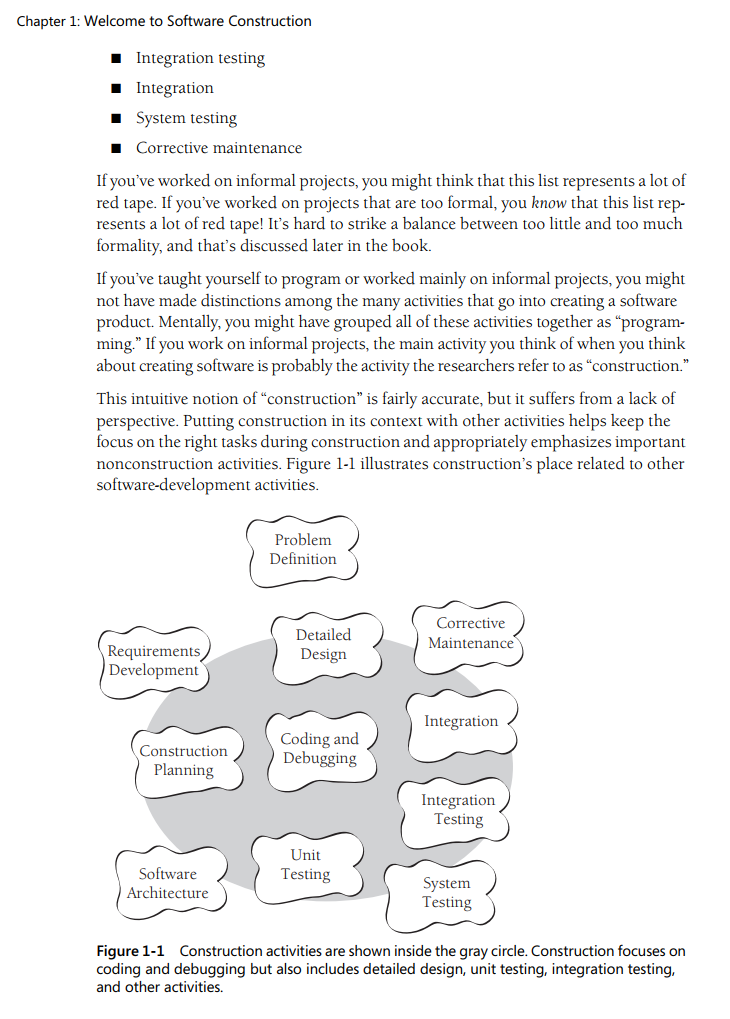 Chapter 1: Welcome to Software Construction
■ Integration testing
■ Integration
■ System testing
■ Corrective maintenance
If you’ve worked on informal projects, you might think that this list represents a lot of
red tape. If you’ve worked on projects that are too formal, you know that this list rep-
resents a lot of red tape! It’s hard to strike a balance between too little and too much
formality, and that’s discussed later in the book.
If you’ve taught yourself to program or worked mainly on informal projects, you might
not have made distinctions among the many activities that go into creating a software
product. Mentally, you might have grouped all of these activities together as “program-
ming.” If you work on informal projects, the main activity you think of when you think
about creating software is probably the activity the researchers refer to as “construction.”
This intuitive notion of “construction” is fairly accurate, but it suffers from a lack of
perspective. Putting construction in its context with other activities helps keep the
focus on the right tasks during construction and appropriately emphasizes important
nonconstruction activities. Figure 1-1 illustrates construction’s place related to other
software-development activities.
Problem
Definition
Requirements
Development
Detailed
Design
Corrective
Maintenance
Construction
Planning
Coding and
Debugging
Integration
Integration
Testing
Software
Architecture
Unit
Testing
System
Testing
Figure 1-1 Construction activities are shown inside the gray circle. Construction focuses on
coding and debugging but also includes detailed design, unit testing, integration testing,
and other activities.